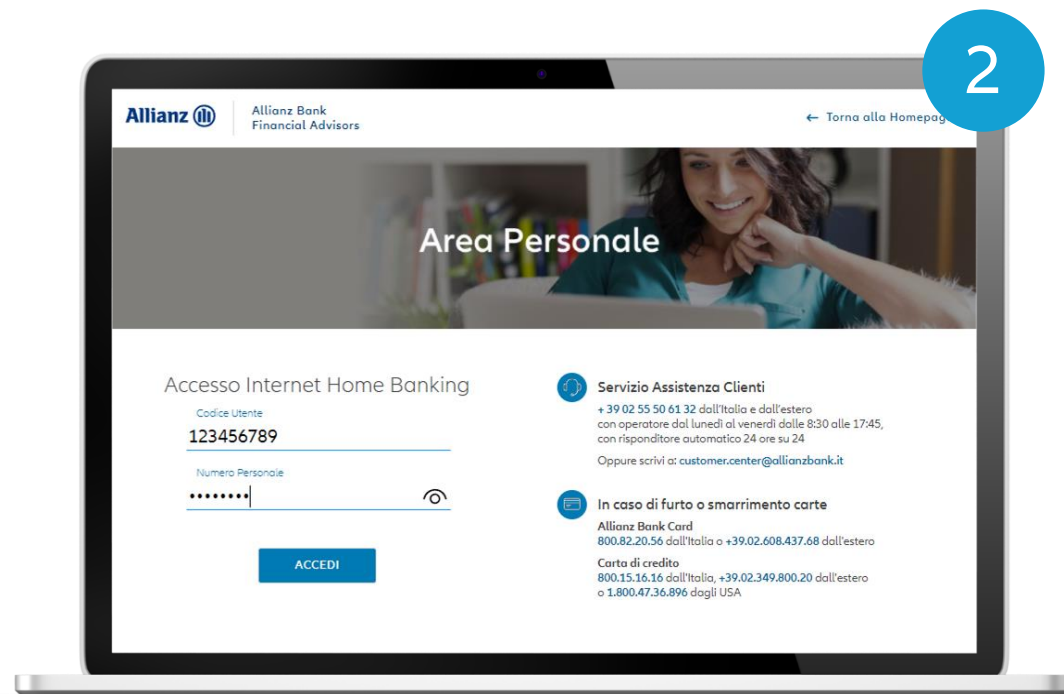 2
Allianz
Allianz Bank
Financial Advisors
← Torna alla Homepag
Area Personale
Accesso Internet Home Banking
Codice Utente
123456789
Numero Personale
••••••••
ACCEDI
Servizio Assistenza Clienti
+ 39 02 55 50 61 32 dall'Italia e dall'estero
con operatore dal lunedì al venerdì dalle 8:30 alle 17:45,
con risponditore automatico 24 ore su 24
Oppure scrivi a: customer.center@allianzbank.it
In caso di furto o smarrimento carte
Allianz Bank Card
800.82.20.56 dall'Italia o +39.02.608.437.68 dall'estero
Carta di credito
800.15.16.16 dall'Italia, +39.02.349.800.20 dall'estero
o 1.800.47.36.896 dagli USA